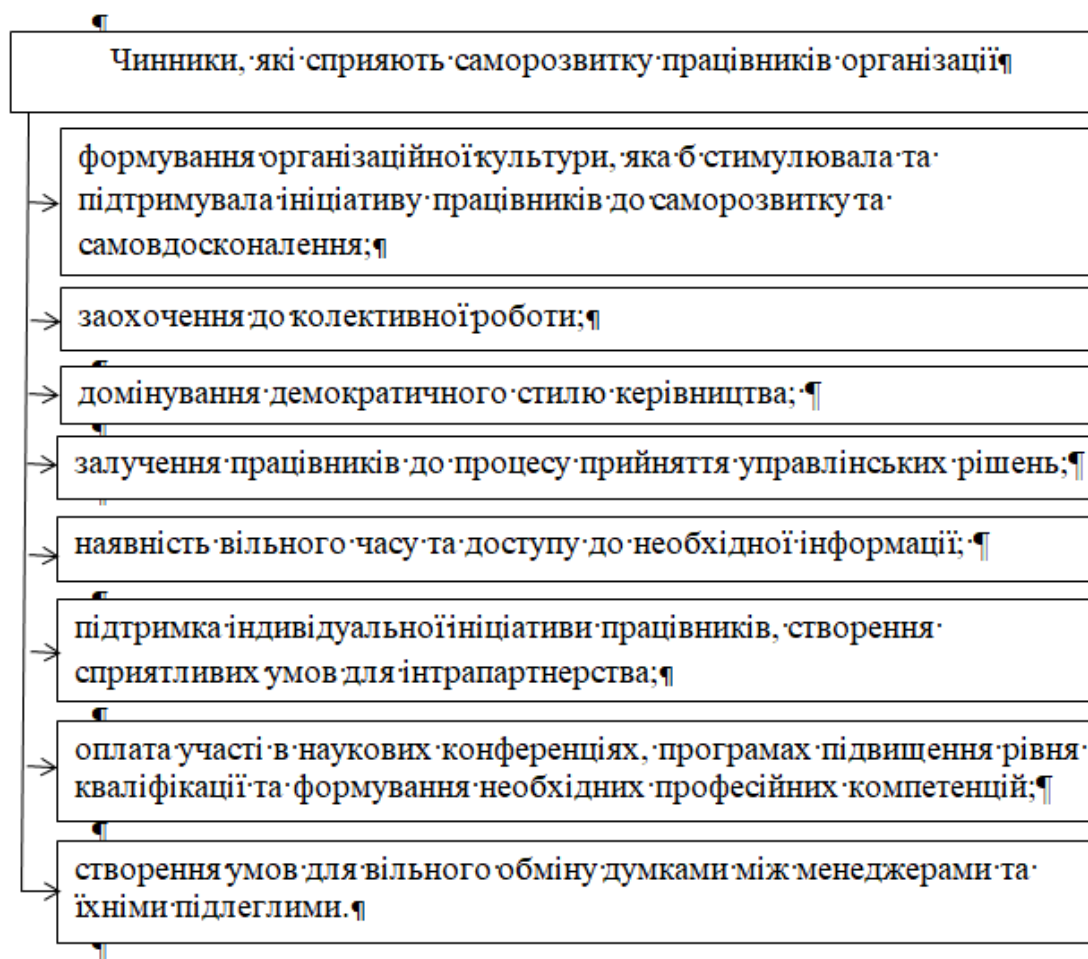 Чинники, які сприяють саморозвитку працівників організації
формування організаційної культури, яка б стимулювала та
підтримувала ініціативу працівників до саморозвитку та
самовдосконалення;
заохочення до колективної роботи;
домінування демократичного стилю керівництва;
залучення працівників до процесу прийняття управлінських рішень;
наявність вільного часу та доступу до необхідної інформації;
підтримка індивідуальної ініціативи працівників, створення
сприятливих умов для інтрапартнерства;
оплата участі в наукових конференціях, програмах підвищення рівня
кваліфікації та формування необхідних професійних компетенцій;
створення умов для вільного обміну думками між менеджерами та
їхніми підлеглими.